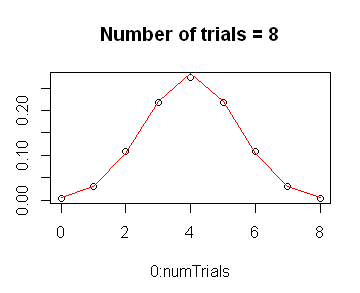 Number of trials = 8
0.20
0.10
0.00
0 2 4 6 8
0:numTrials